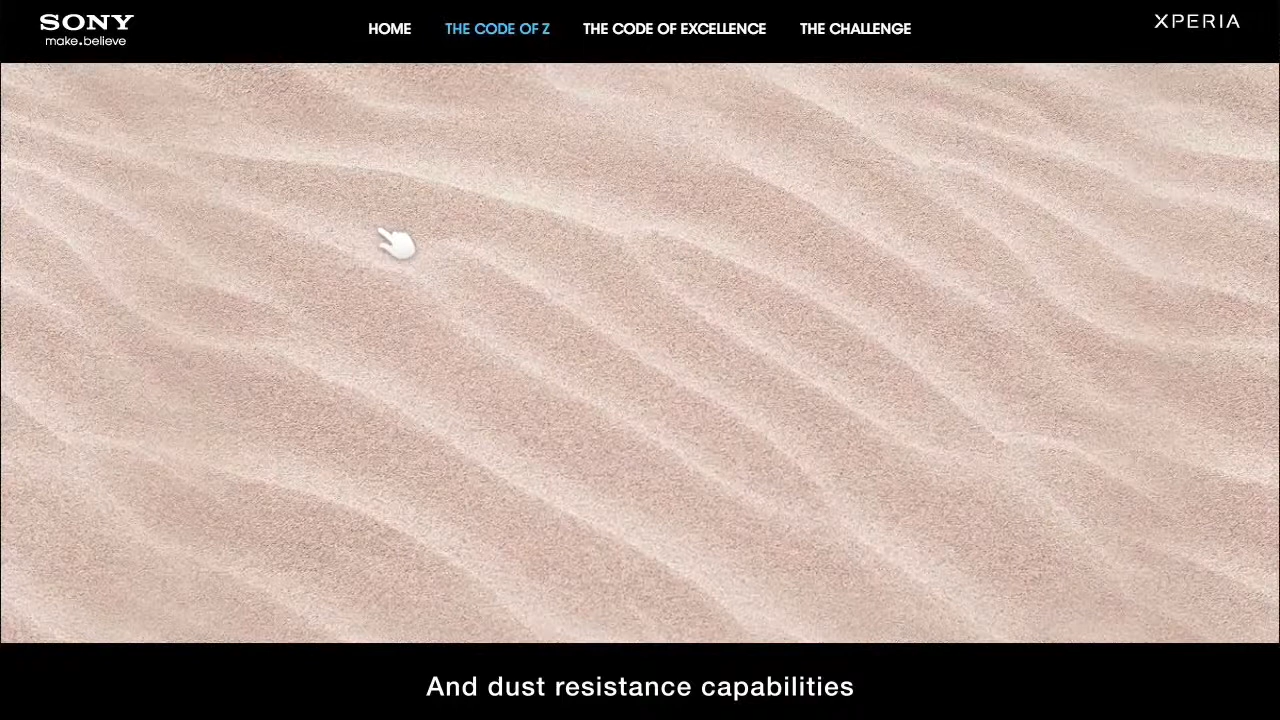 SONY
make.believe
HOME THE CODE OF Z THE CODE OF EXCELLENCE THE CHALLENGE
XPERIA
And dust resistance capabilities